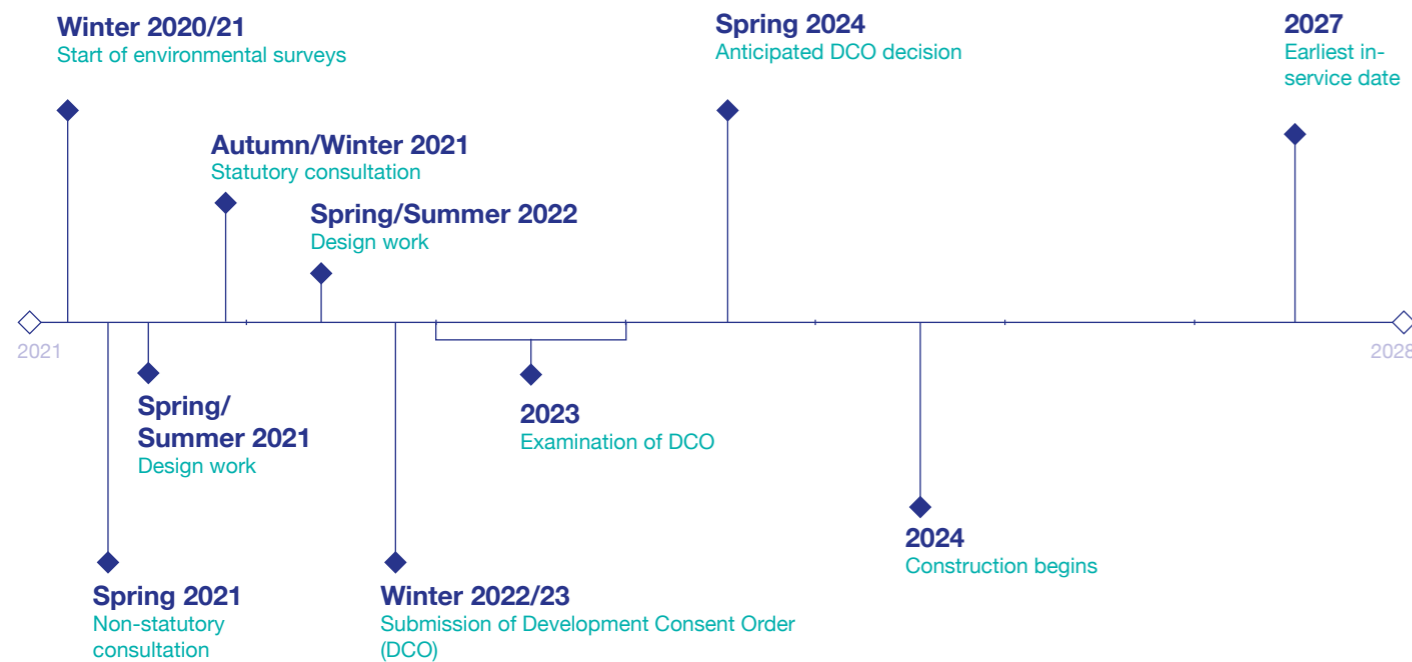 Winter 2020/21
Start of environmental surveys
Spring 2024
Anticipated DCO decision
2027
Earliest in-
service date
Autumn/Winter 2021
Statutory consultation
Spring/Summer 2022
Design work
2021
2028
Spring/
Summer 2021
Design work
2023
Examination of DCO
2024
Construction begins
Spring 2021
Non-statutory
consultation
Winter 2022/23
Submission of Development Consent Order
(DCO)